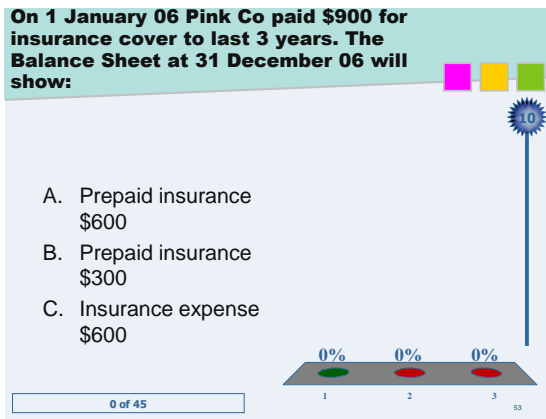 On 1 January 06 Pink Co paid $900 for
insurance cover to last 3 years. The
Balance Sheet at 31 December 06 will
show:
10
A. Prepaid insurance
$600
B. Prepaid insurance
$300
C. Insurance expense
$600
0% 0% 0%
1 2 3
0 of 45
53